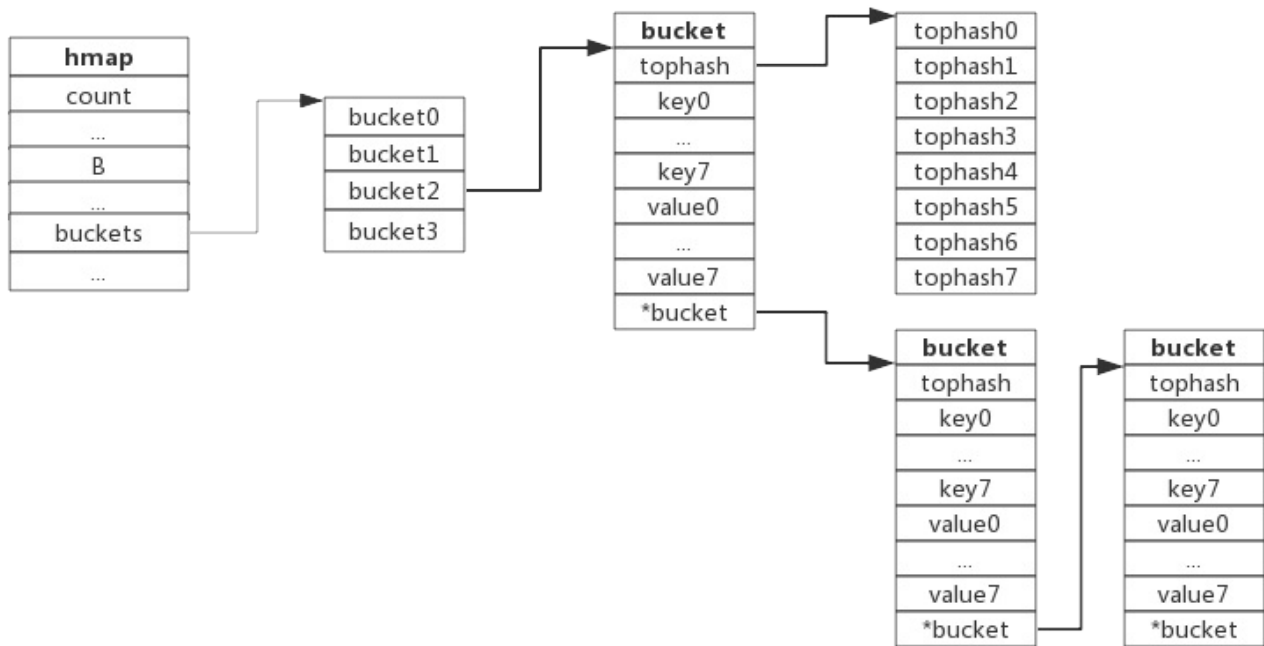 hmap
count
...
B
...
buckets
...
bucket0
bucket1
bucket2
bucket3
bucket
tophash
key0
...
key7
value0
...
value7
*bucket
tophash0
tophash1
tophash2
tophash3
tophash4
tophash5
tophash6
tophash7
bucket
tophash
key0
...
key7
value0
...
value7
*bucket
bucket
tophash
key0
...
key7
value0
...
value7
*bucket